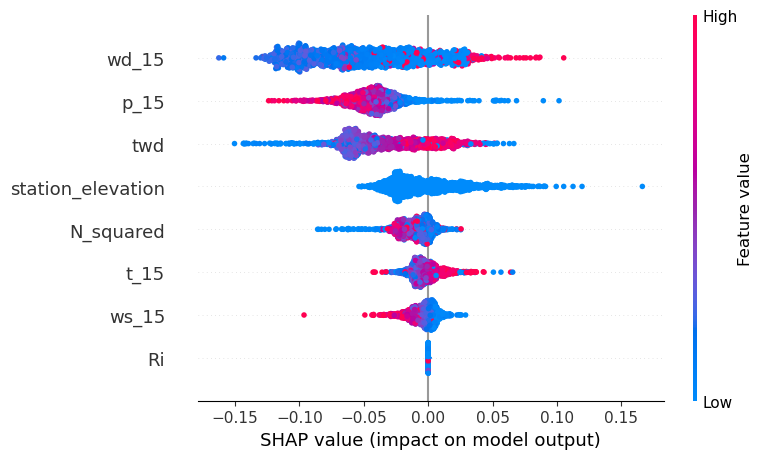 High
wd_15
p_15
twd
station_elevation
N_squared
t_15
ws_15
Ri
Feature value
Low
−0.15 −0.10 −0.05 0.00 0.05 0.10 0.15
SHAP value (impact on model output)